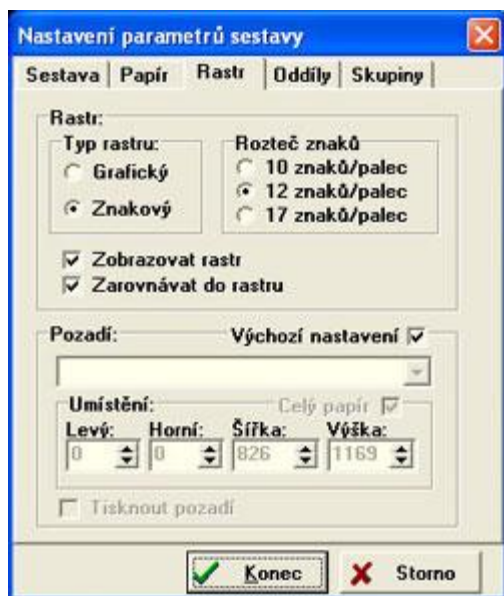 Nastavení parametrů sestavy
Sestava Papír Rastr Oddíly Skupiny
Rastr:
Typ rastru:
Grafický
Znakový
Rozteč znaků
10 znaků/palec
12 znaků/palec
17 znaků/palec
Zobrazovat rastr
Zarovnávat do rastru
Pozadí: Výchozí nastavení
Umístění: Celý papír
Levý: Horní: Šířka: Výška:
0 0 826 1169
Tisknout pozadí
Konec Storno